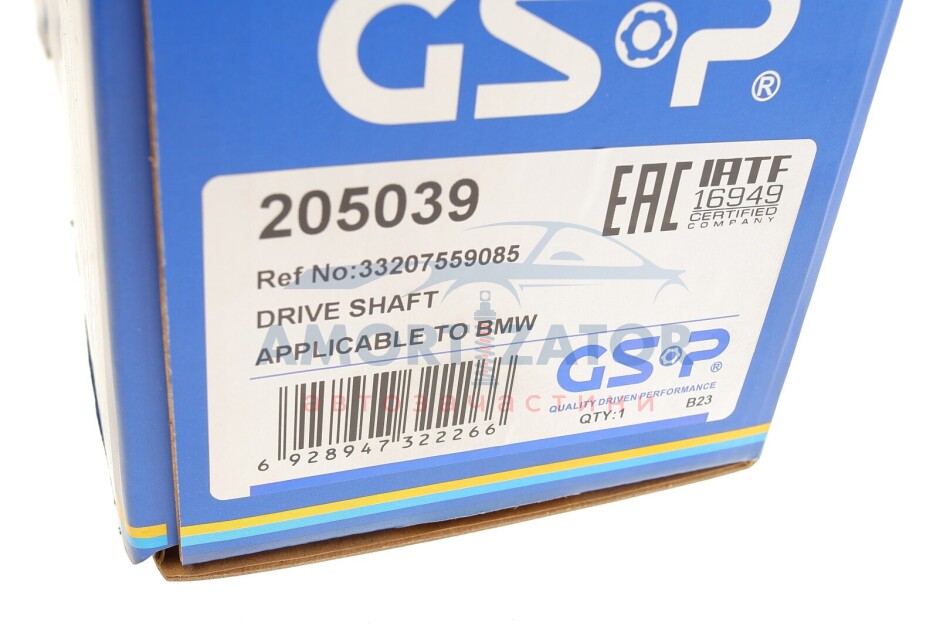 GSP®
205039
EAC
IATF
16949
CERTIFIED
COMPANY
Ref No:33207559085
DRIVE SHAFT
APPLICABLE TO BMW
AMORTIZATOR
автозапчастини
GSP®
QUALITY DRIVEN PERFORMANCE
QTY:1 B23
6 928947 322266